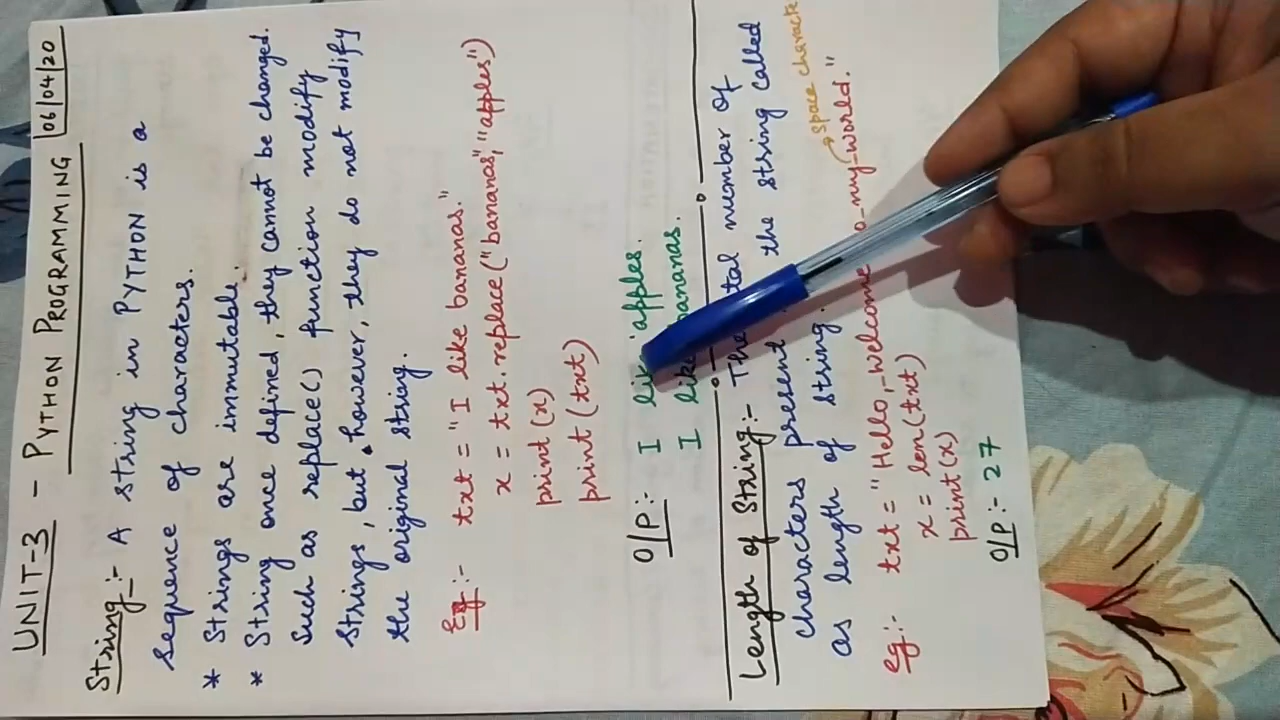 UNIT-3 - PYTHON PROGRAMMING 06/04/20
String:- A string in PYTHON is a
sequence of characters.
* Strings are immutable.
* String once defined, they cannot be changed.
Such as replace() function modify
strings, but however, they do not modify
the original string.
Eg:- txt = "I like bananas."
x = txt.replace("bananas","apples")
print(x)
print(txt)
O/P:- I apples.
I like bananas.
Length of String:- The number of
characters present the string called
as length of string.
→space charact
eg:- txt = "Hello,_welcome o_my_world."
x = len(txt)
print(x)
O/P:- 27